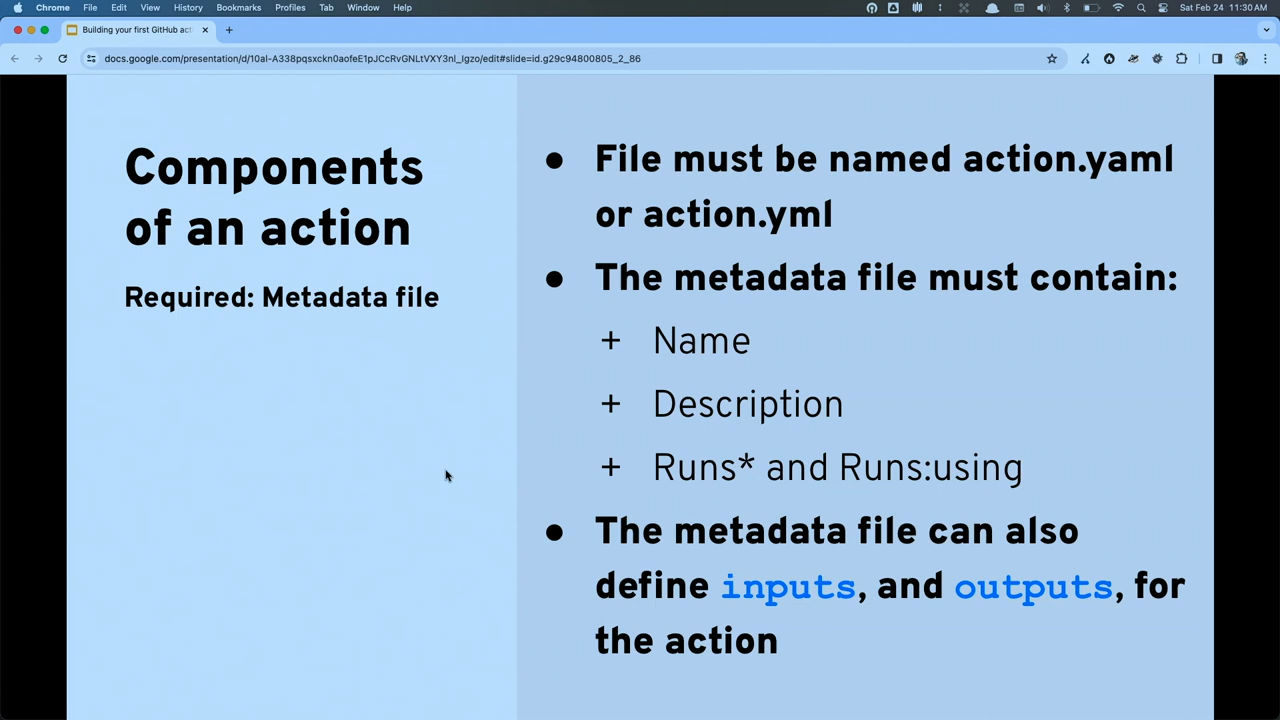 Chrome File Edit View History Bookmarks Profiles Tab Window Help Sat Feb 24 11:30 AM
Building your first GitHub acti
docs.google.com/presentation/d/10al-A338pqsxckn0aofeE1pJCcRvGNLtVXY3nl_Igzo/edit#slide=id.g29c94800805_2_86
Components
of an action
Required: Metadata file
● File must be named action.yaml
or action.yml
● The metadata file must contain:
+ Name
+ Description
+ Runs* and Runs:using
● The metadata file can also
define inputs, and outputs, for
the action